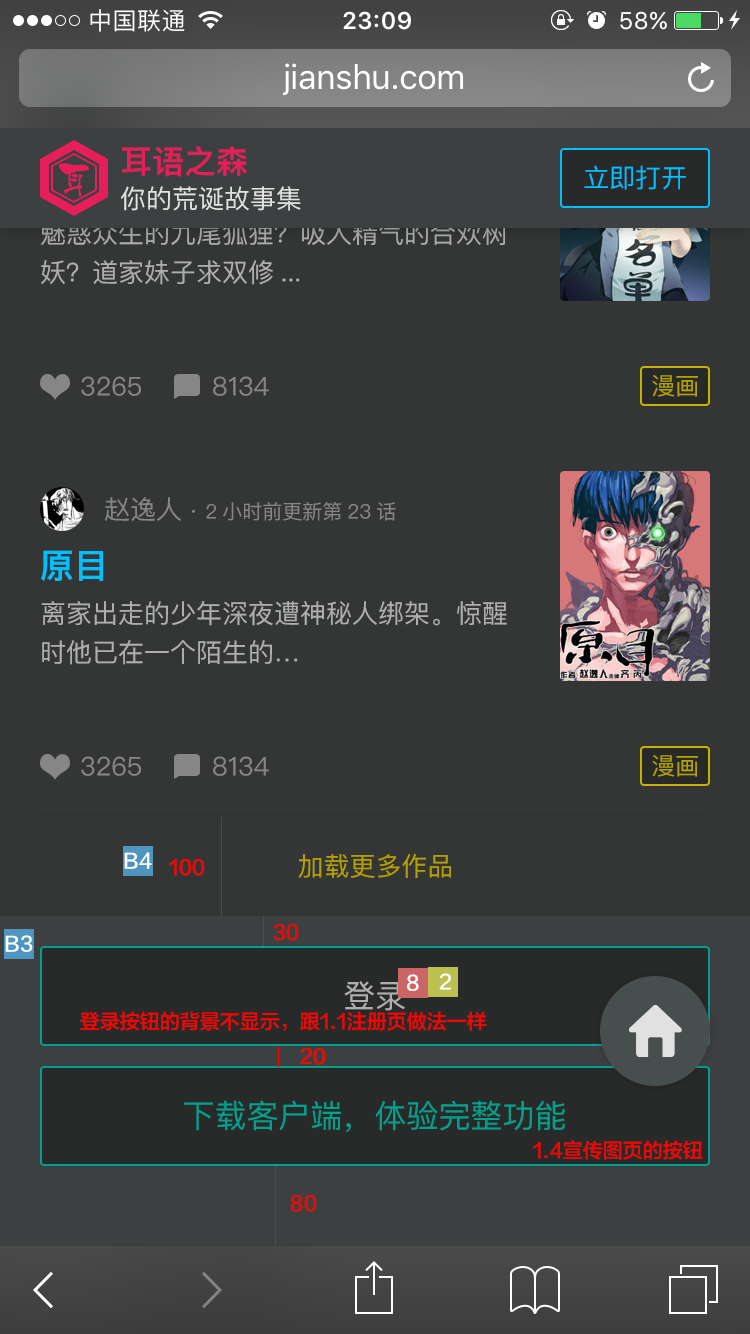 中国联通
23:09
58%
jianshu.com
耳语之森
你的荒诞故事集
立即打开
魅惑众生的九尾狐狸？吸人精气的合欢树
妖？道家妹子求双修 ...
名单
3265
8134
漫画
赵逸人 · 2 小时前更新第 23 话
原目
离家出走的少年深夜遭神秘人绑架。惊醒
时他已在一个陌生的...
原目
3265
8134
漫画
B4
100
加载更多作品
B3
30
登录
8
2
登录按钮的背景不显示，跟1.1注册页做法一样
20
下载客户端，体验完整功能
1.4宣传图页的按钮
80